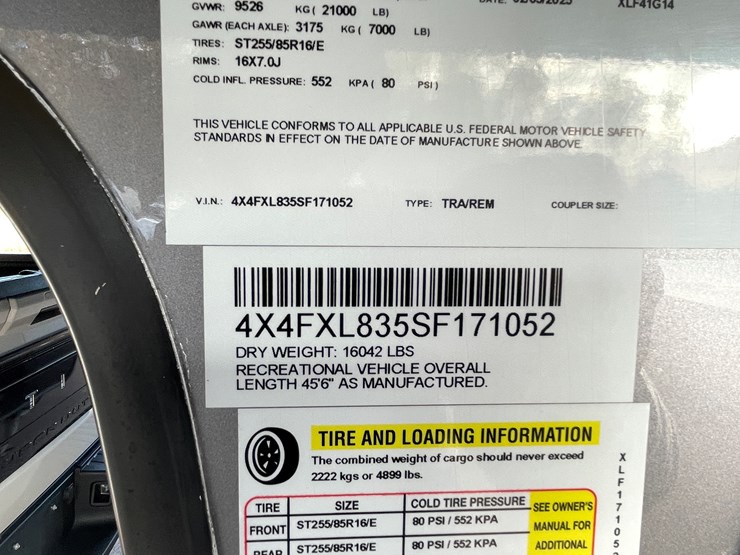 GVWR: 9526 KG ( 21000 LB)
XLF41G14
GAWR (EACH AXLE): 3175 KG ( 7000 LB)
TIRES: ST255/85R16/E
RIMS: 16X7.0J
COLD INFL. PRESSURE: 552 KPA ( 80 PSI )
THIS VEHICLE CONFORMS TO ALL APPLICABLE U.S. FEDERAL MOTOR VEHICLE SAFETY
STANDARDS IN EFFECT ON THE DATE OF MANUFACTURE SHOWN ABOVE.
V.I.N.: 4X4FXL835SF171052 TYPE: TRA/REM COUPLER SIZE:
4X4FXL835SF171052
DRY WEIGHT: 16042 LBS
RECREATIONAL VEHICLE OVERALL
LENGTH 45'6" AS MANUFACTURED.
TIRE AND LOADING INFORMATION
The combined weight of cargo should never exceed
2222 kgs or 4899 lbs.
TIRE SIZE COLD TIRE PRESSURE SEE OWNER'S
FRONT ST255/85R16/E 80 PSI / 552 KPA MANUAL FOR
REAR ST255/85R16/E 80 PSI / 552 KPA ADDITIONAL
XLF17105